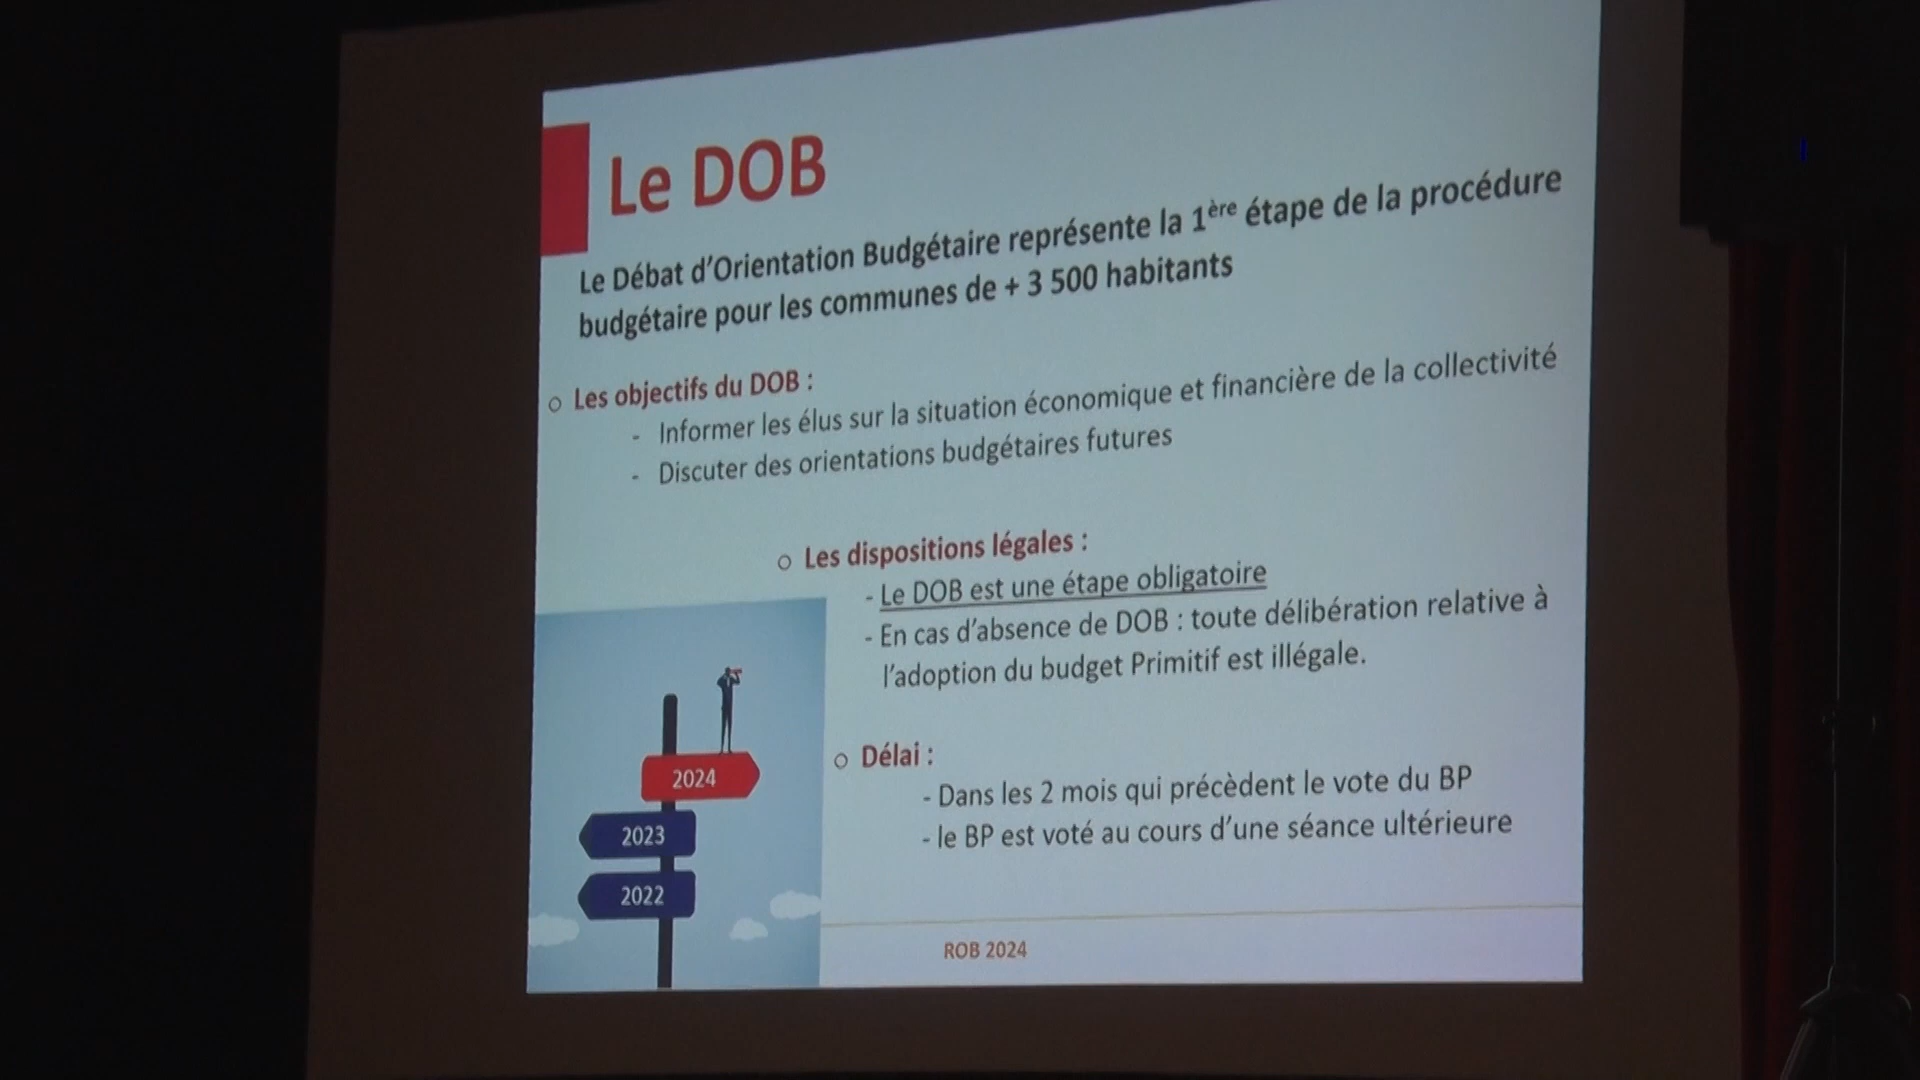 Le DOB
Le Débat d'Orientation Budgétaire représente la 1ère étape de la procédure
budgétaire pour les communes de + 3 500 habitants
○ Les objectifs du DOB :
- Informer les élus sur la situation économique et financière de la collectivité
- Discuter des orientations budgétaires futures
○ Les dispositions légales :
- Le DOB est une étape obligatoire
- En cas d'absence de DOB : toute délibération relative à
l'adoption du budget Primitif est illégale.
○ Délai :
- Dans les 2 mois qui précèdent le vote du BP
- le BP est voté au cours d'une séance ultérieure
2024
2023
2022
ROB 2024